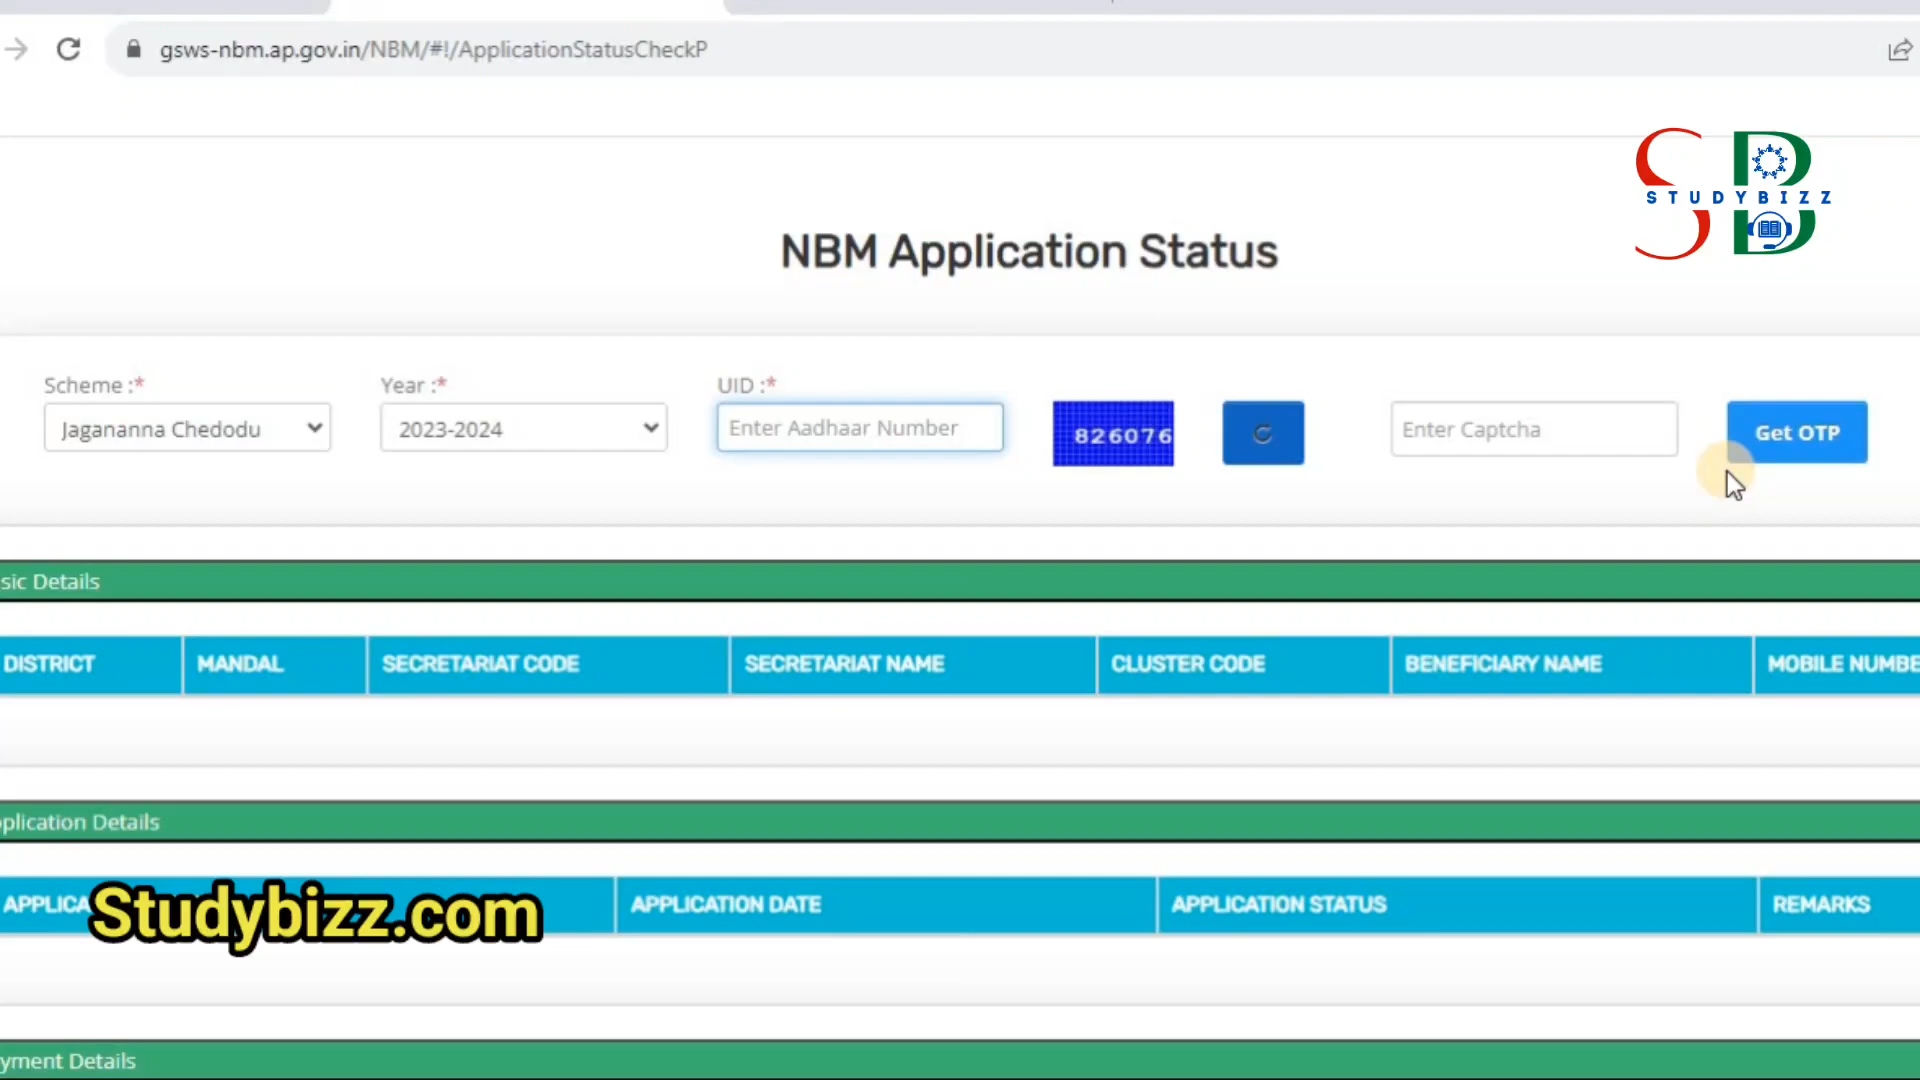 gsws-nbm.ap.gov.in/NBM/#!/ApplicationStatusCheckP
STUDYBIZZ
NBM Application Status
Scheme :* Year :* UID :*
Jagananna Chedodu 2023-2024 Enter Aadhaar Number 826076 Enter Captcha Get OTP
sic Details
DISTRICT MANDAL SECRETARIAT CODE SECRETARIAT NAME CLUSTER CODE BENEFICIARY NAME MOBILE NUMBE
plication Details
APPLICA APPLICATION DATE APPLICATION STATUS REMARKS
Studybizz.com
yment Details